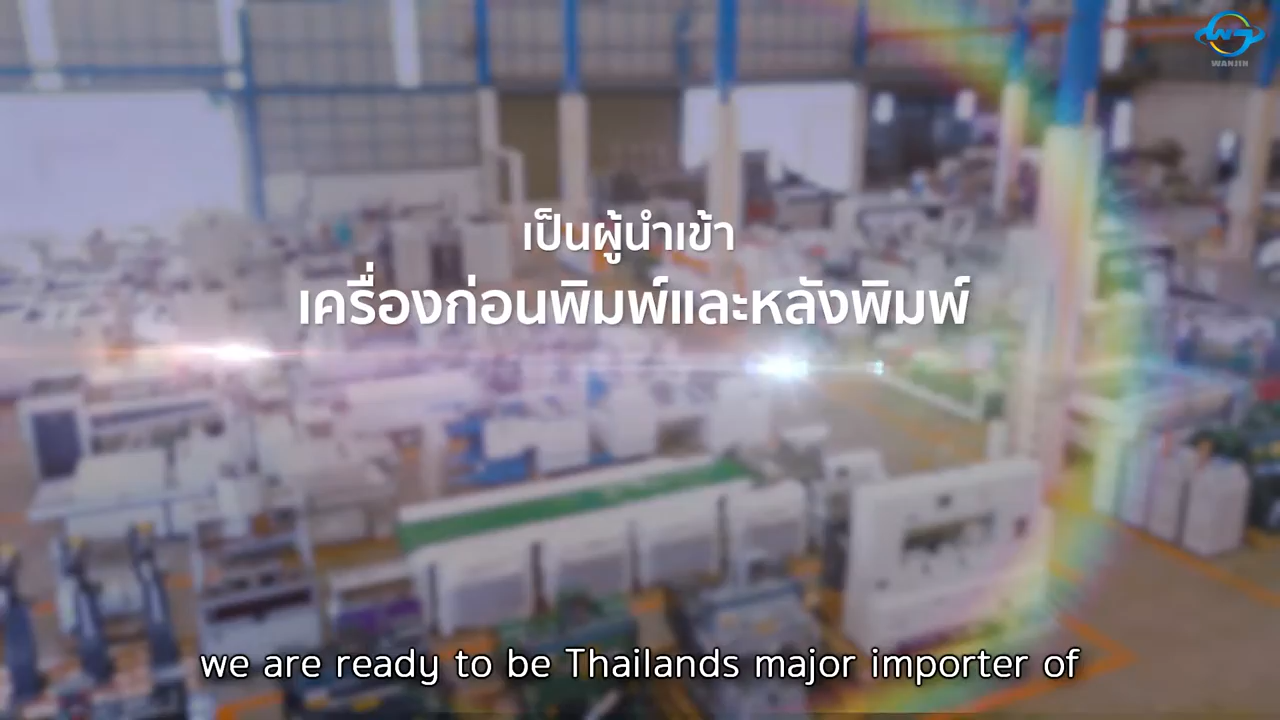 WANJIN
เป็นผู้นำเข้า
เครื่องก่อนพิมพ์และหลังพิมพ์
we are ready to be Thailands major importer of